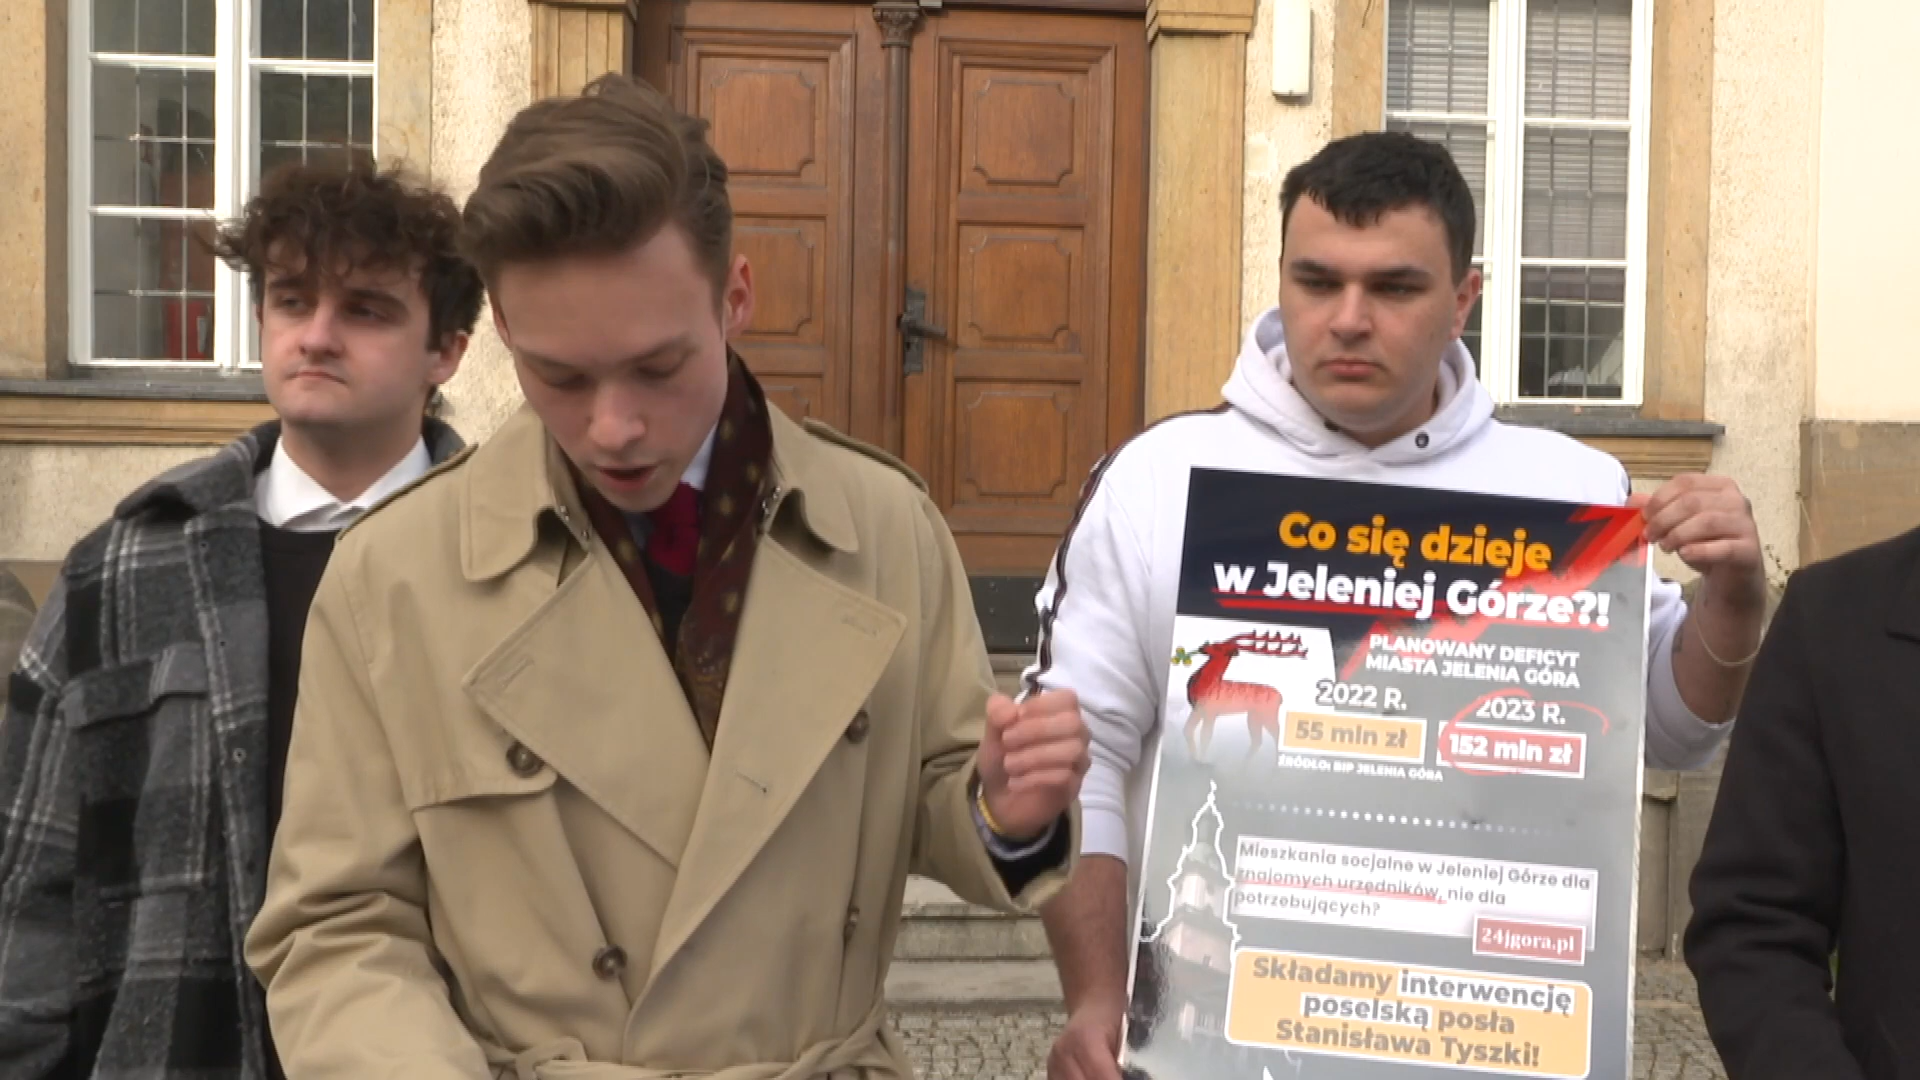 Co się dzieje
w Jeleniej Górze?!
PLANOWANY DEFICYT
MIASTA JELENIA GÓRA
2022 R.
2023 R.
55 mln zł
152 mln zł
ŹRÓDŁO: BIP JELENIA GÓRA
Mieszkania socjalne w Jeleniej Górze dla
znajomych urzędników, nie dla
potrzebujących?
24jgora.pl
Składamy interwencję
poselską posła
Stanisława Tyszki!